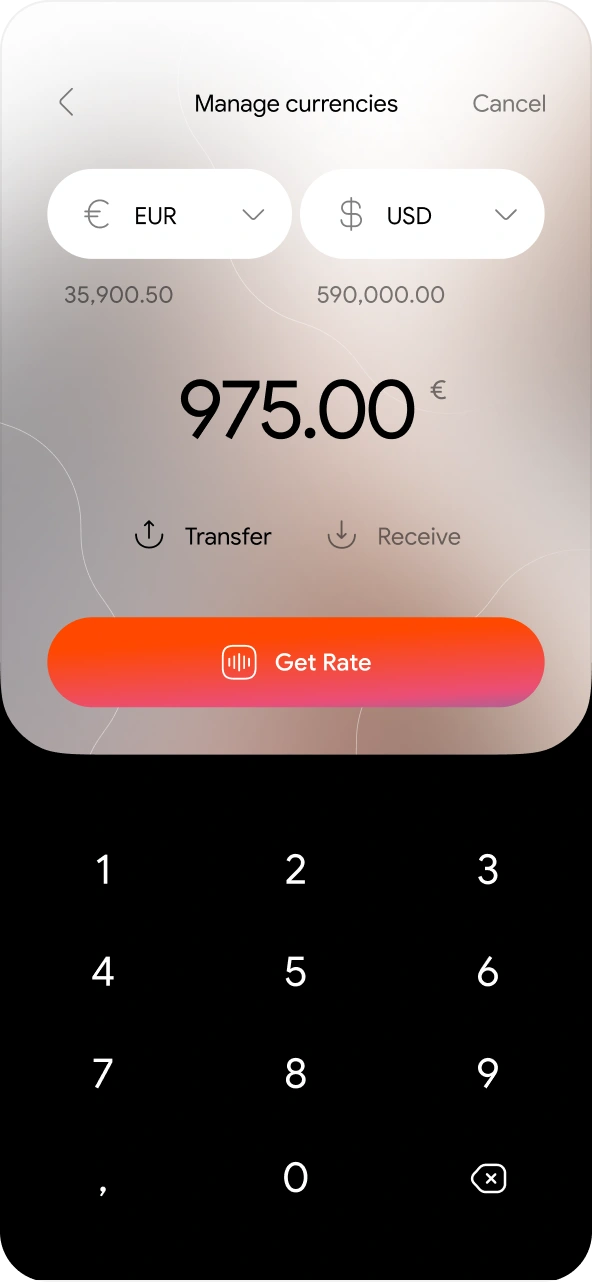 Manage currencies Cancel
€ EUR $ USD
35,900.50 590,000.00
975.00 €
Transfer Receive
Get Rate
1 2 3
4 5 6
7 8 9
, 0